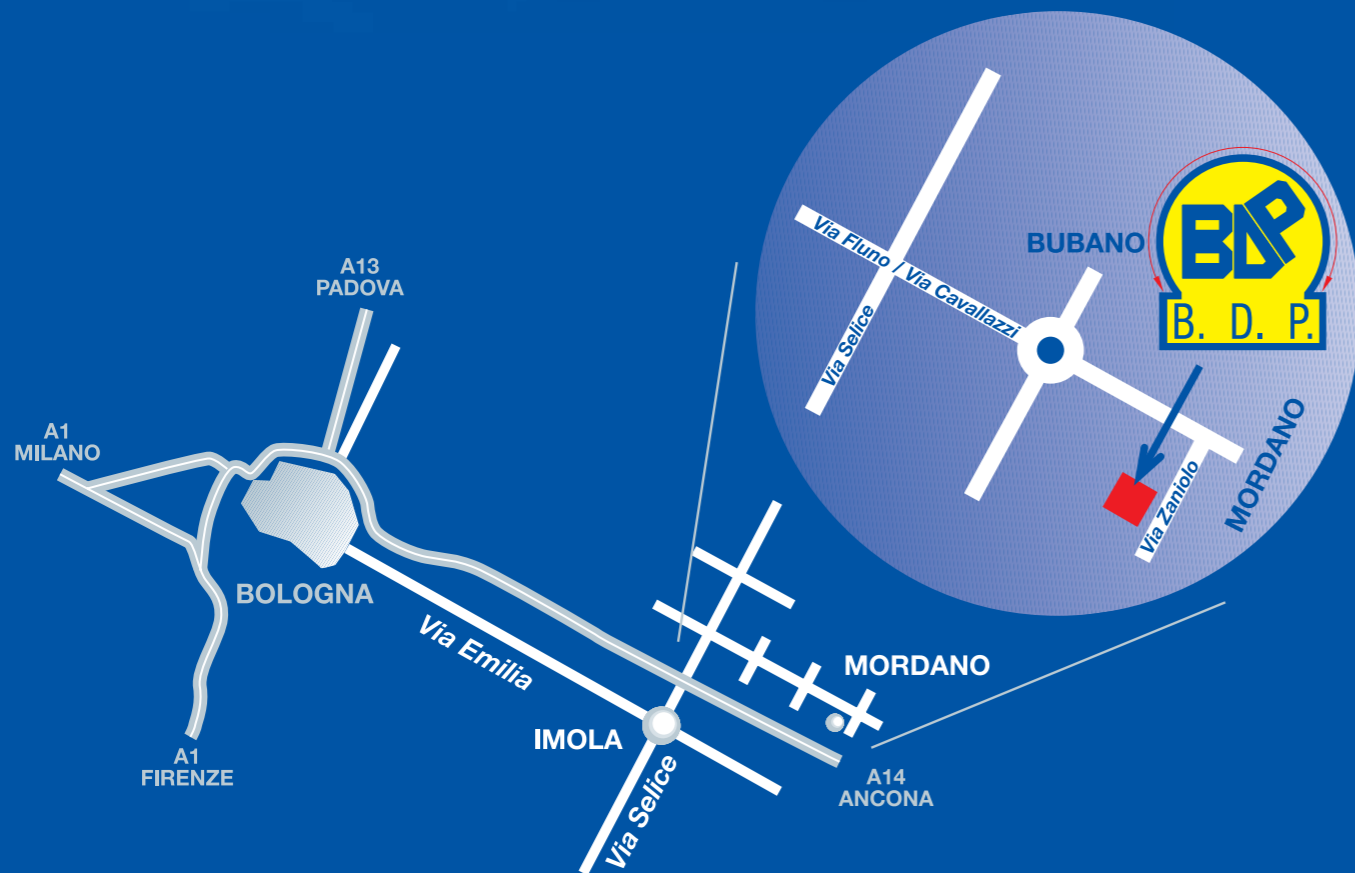 A13
PADOVA
A1
MILANO
BOLOGNA
A1
FIRENZE
Via Emilia
IMOLA
Via Selice
MORDANO
A14
ANCONA
Via Fluno / Via Cavallazzi
Via Selice
BUBANO
BDP
B. D. P.
MORDANO
Via Zaniolo